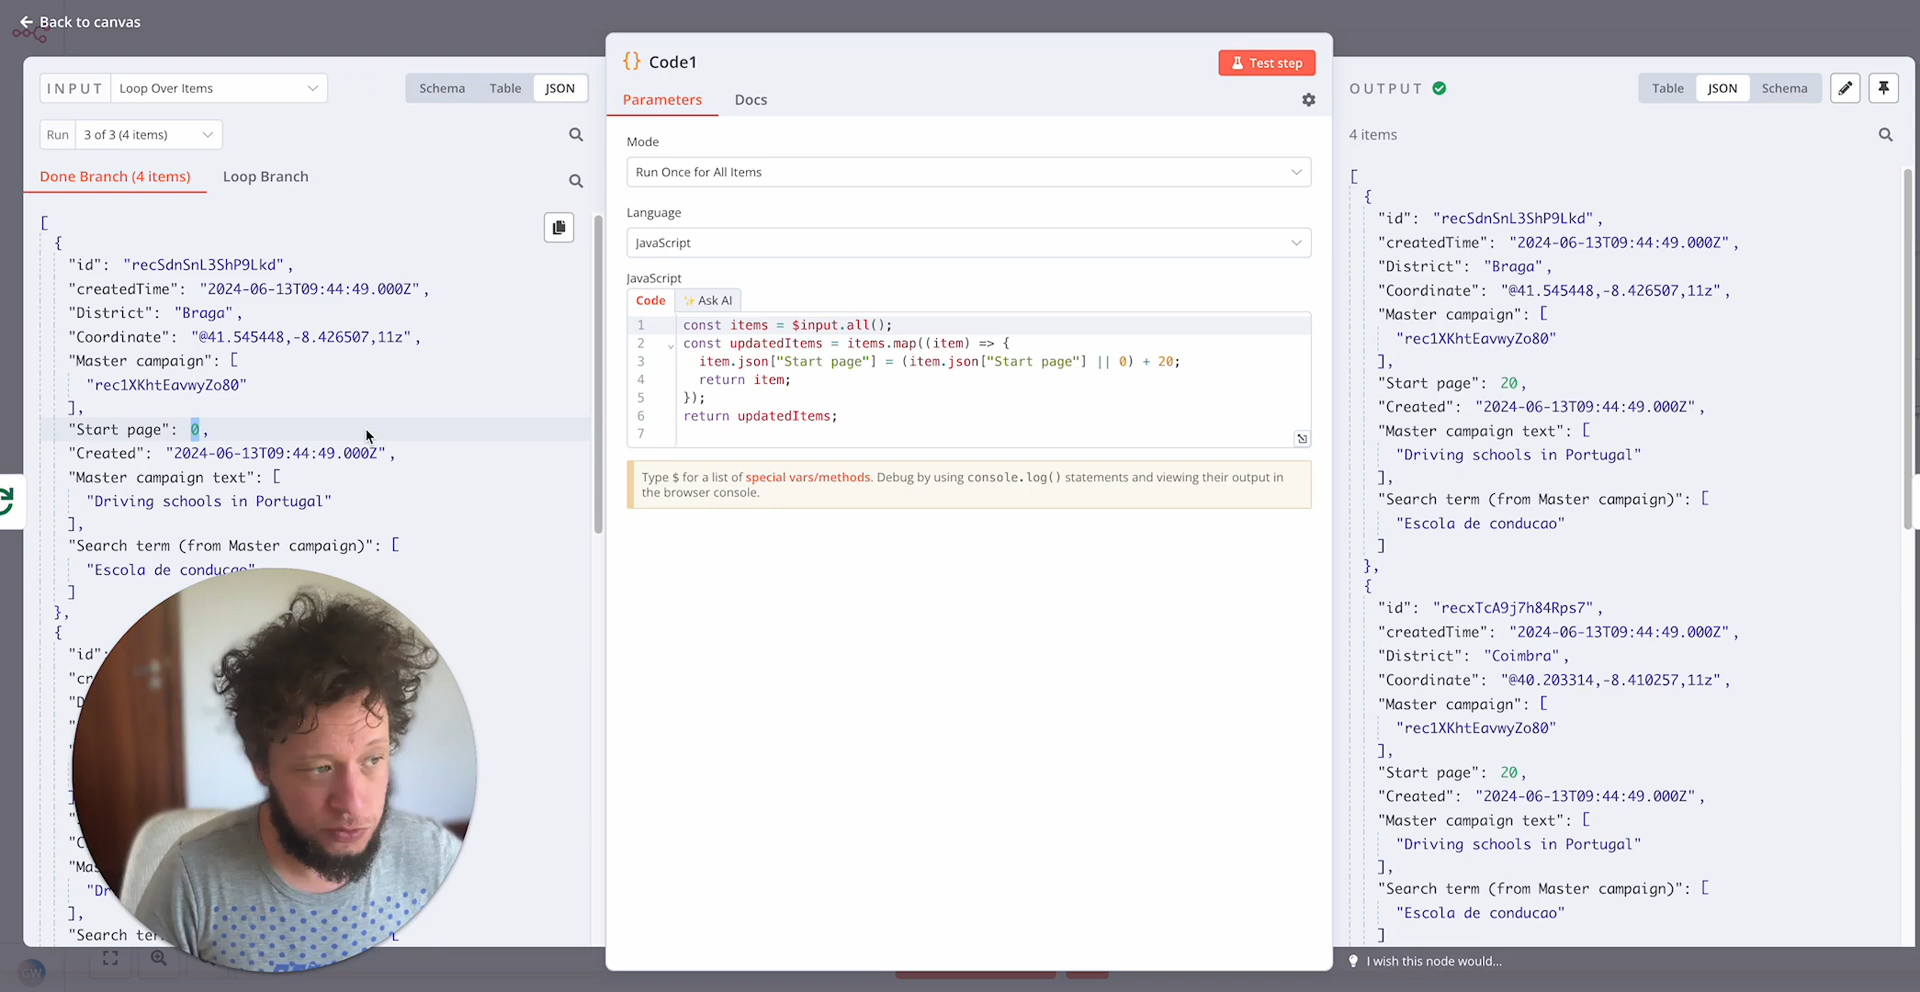 Back to canvas
INPUT
Loop Over Items
Schema
Table
JSON
Run
3 of 3 (4 items)
Done Branch (4 items)
Loop Branch
[
{
"id": "recSdnSnL3ShP9Lkd",
"createdTime": "2024-06-13T09:44:49.000Z",
"District": "Braga",
"Coordinate": "@41.545448,-8.426507,11z",
"Master campaign": [
"rec1XKhtEavwyZo80"
],
"Start page": 0,
"Created": "2024-06-13T09:44:49.000Z",
"Master campaign text": [
"Driving schools in Portugal"
],
"Search term (from Master campaign)": [
"Escola de conducao"
]
},
{
"id":
],
"Search
[
GW
Code1
Test step
Parameters
Docs
Mode
Run Once for All Items
Language
JavaScript
JavaScript
Code
Ask AI
1 const items = $input.all();
2 const updatedItems = items.map((item) => {
3 item.json["Start page"] = (item.json["Start page"] || 0) + 20;
4 return item;
5 });
6 return updatedItems;
7
Type $ for a list of special vars/methods. Debug by using console.log() statements and viewing their output in
the browser console.
OUTPUT
Table
JSON
Schema
4 items
[
{
"id": "recSdnSnL3ShP9Lkd",
"createdTime": "2024-06-13T09:44:49.000Z",
"District": "Braga",
"Coordinate": "@41.545448,-8.426507,11z",
"Master campaign": [
"rec1XKhtEavwyZo80"
],
"Start page": 20,
"Created": "2024-06-13T09:44:49.000Z",
"Master campaign text": [
"Driving schools in Portugal"
],
"Search term (from Master campaign)": [
"Escola de conducao"
]
},
{
"id": "recxTcA9j7h84Rps7",
"createdTime": "2024-06-13T09:44:49.000Z",
"District": "Coimbra",
"Coordinate": "@40.203314,-8.410257,11z",
"Master campaign": [
"rec1XKhtEavwyZo80"
],
"Start page": 20,
"Created": "2024-06-13T09:44:49.000Z",
"Master campaign text": [
"Driving schools in Portugal"
],
"Search term (from Master campaign)": [
"Escola de conducao"
]
I wish this node would...